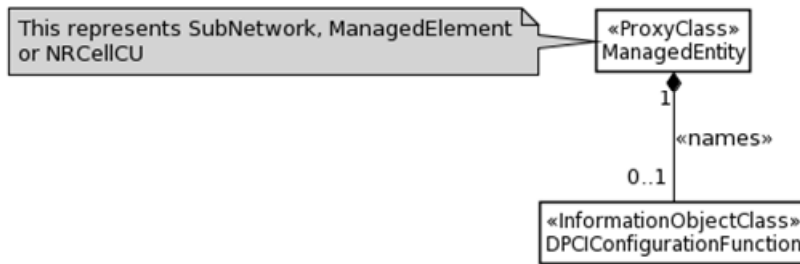 This represents SubNetwork, ManagedElement
or NRCellCU
«ProxyClass»
ManagedEntity
1
«names»
0..1
«InformationObjectClass»
DPCIConfigurationFunction